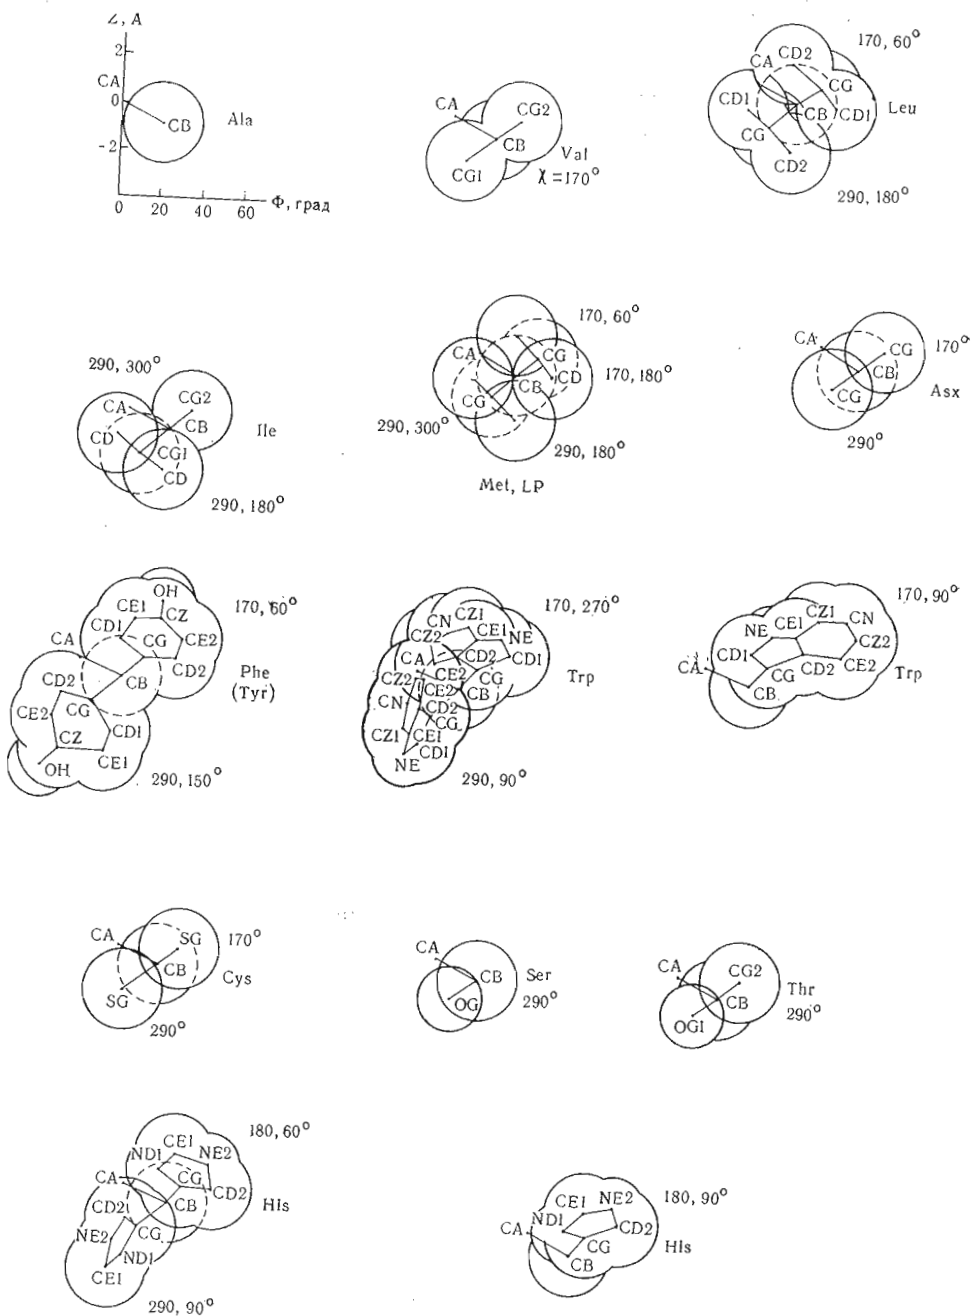 Z, A
2
CA
0
-2
CB
Ala
0 20 40 60
Φ, град
CA
CG2
CB
CG1
Val
χ=170°
170, 60°
CD2
CA
CG
CD1
CB
CD1
Leu
CG
CD2
290, 180°
290, 300°
CA
CG2
CB
Ile
CD
CG1
CD
290, 180°
170, 60°
CA
CG
CD
170, 180°
CB
CG
290, 300°
290, 180°
Met, LP
CA
CG
170°
CB
CG
Asx
290°
OH
170, 60°
CE1
CZ
CD1
CG
CE2
CA
CD2
Phe
(Tyr)
CB
CD2
CE2
CG
CD1
CZ
CE1
OH
290, 150°
170, 270°
CN
CZ1
CE1
NE
CZ2
CD2
CD1
CA
CE2
CG
Trp
CZ2
CE2
CB
CN
CD2
CG
CZ1
CE1
CD1
NE
290, 90°
170, 90°
CZ1
CN
NE
CE1
CZ2
CD1
CE2
CA
CG
CD2
Trp
CB
CA
SG
170°
CB
Cys
SG
290°
CA
CB
Ser
OG
290°
CA
CG2
Thr
CB
OG1
290°
180, 60°
CE1
ND1
NE2
CG
CA
CD2
CB
His
CD2
CG
NE2
ND1
CE1
290, 90°
180, 90°
CE1
NE2
ND1
CD2
CA
CG
His
CB